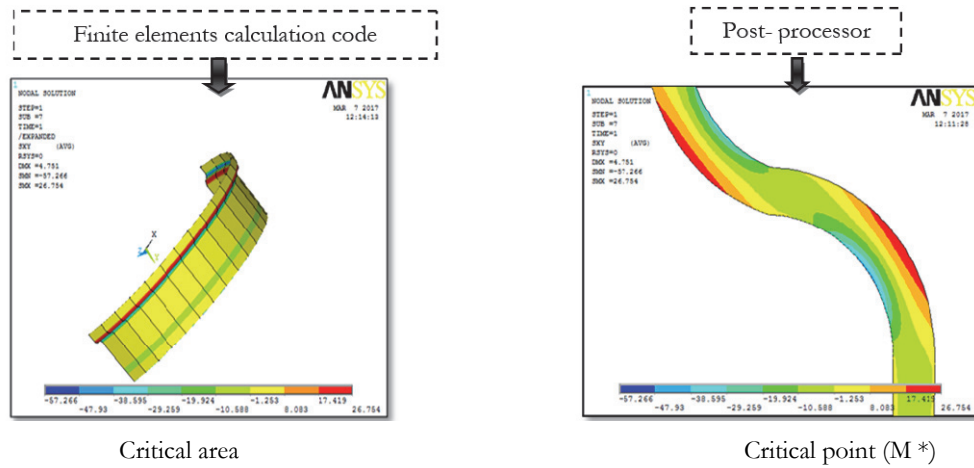 Finite elements calculation code
Post- processor
1
NODAL SOLUTION
STEP=1
SUB =7
TIME=1
/EXPANDED
SXY (AVG)
RSYS=0
DMX =4.751
SMN =-57.266
SMX =26.754
ANSYS
MAR 7 2017
12:14:13
X
Z
Y
-57.266 -38.595 -19.924 -1.253 17.419
-47.93 -29.259 -10.588 8.083 26.754
1
NODAL SOLUTION
STEP=1
SUB =7
TIME=1
SXY (AVG)
RSYS=0
DMX =4.751
SMN =-57.266
SMX =26.754
ANSYS
MAR 7 2017
12:11:28
-57.266 -38.595 -19.924 -1.253 17.419
-47.93 -29.259 -10.588 8.083 26.754
Critical area
Critical point (M *)